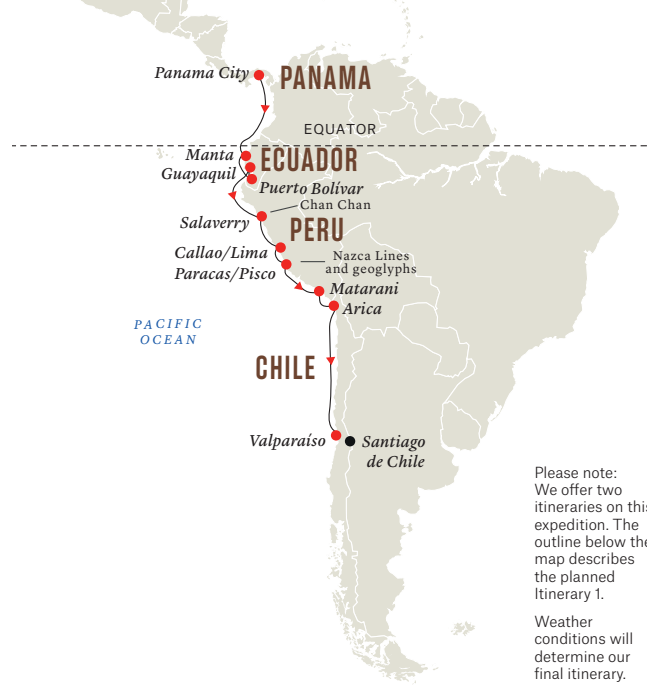 Panama City
PANAMA
EQUATOR
Manta
ECUADOR
Guayaquil
Puerto Bolívar
Chan Chan
Salaverry
PERU
Callao/Lima
Nazca Lines
and geoglyphs
Paracas/Pisco
Matarani
Arica
PACIFIC
OCEAN
CHILE
Valparaíso
Santiago
de Chile
Please note:
We offer two
itineraries on this
expedition. The
outline below the
map describes
the planned
Itinerary 1.
Weather
conditions will
determine our
final itinerary.